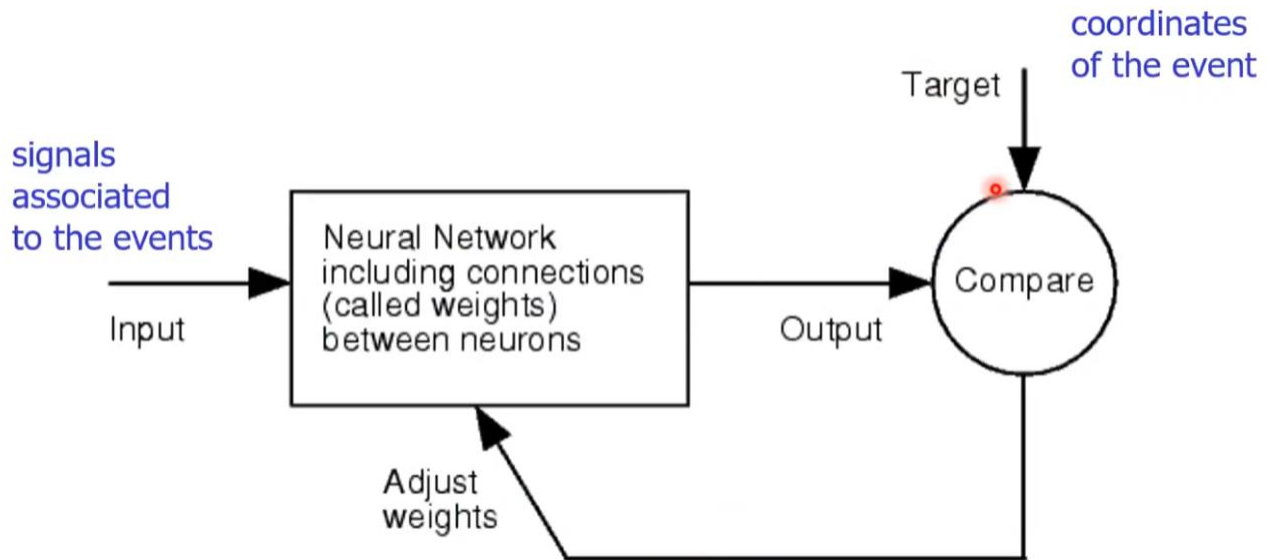 coordinates
of the event
Target
signals
associated
to the events
Neural Network
including connections
(called weights)
between neurons
Compare
Input
Output
Adjust
weights